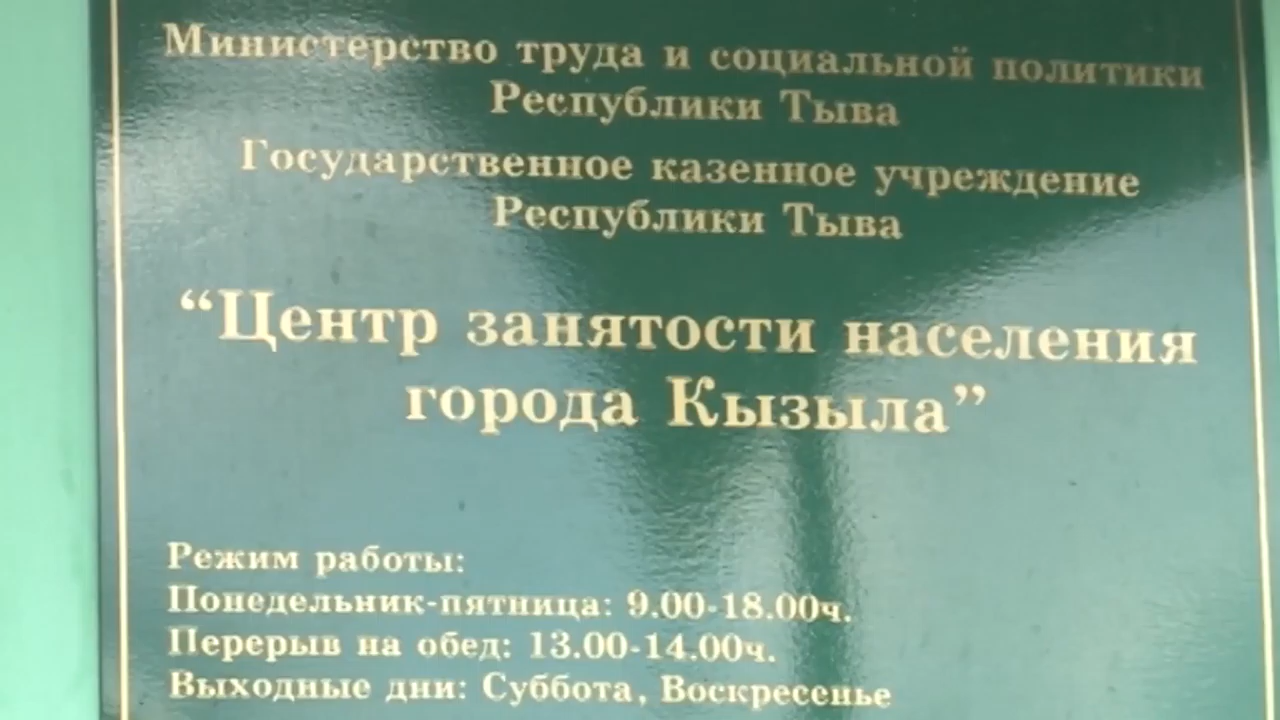 Министерство труда и социальной политики
Республики Тыва
Государственное казенное учреждение
Республики Тыва
“Центр занятости населения
города Кызыла”
Режим работы:
Понедельник-пятница: 9.00-18.00ч.
Перерыв на обед: 13.00-14.00ч.
Выходные дни: Суббота, Воскресенье